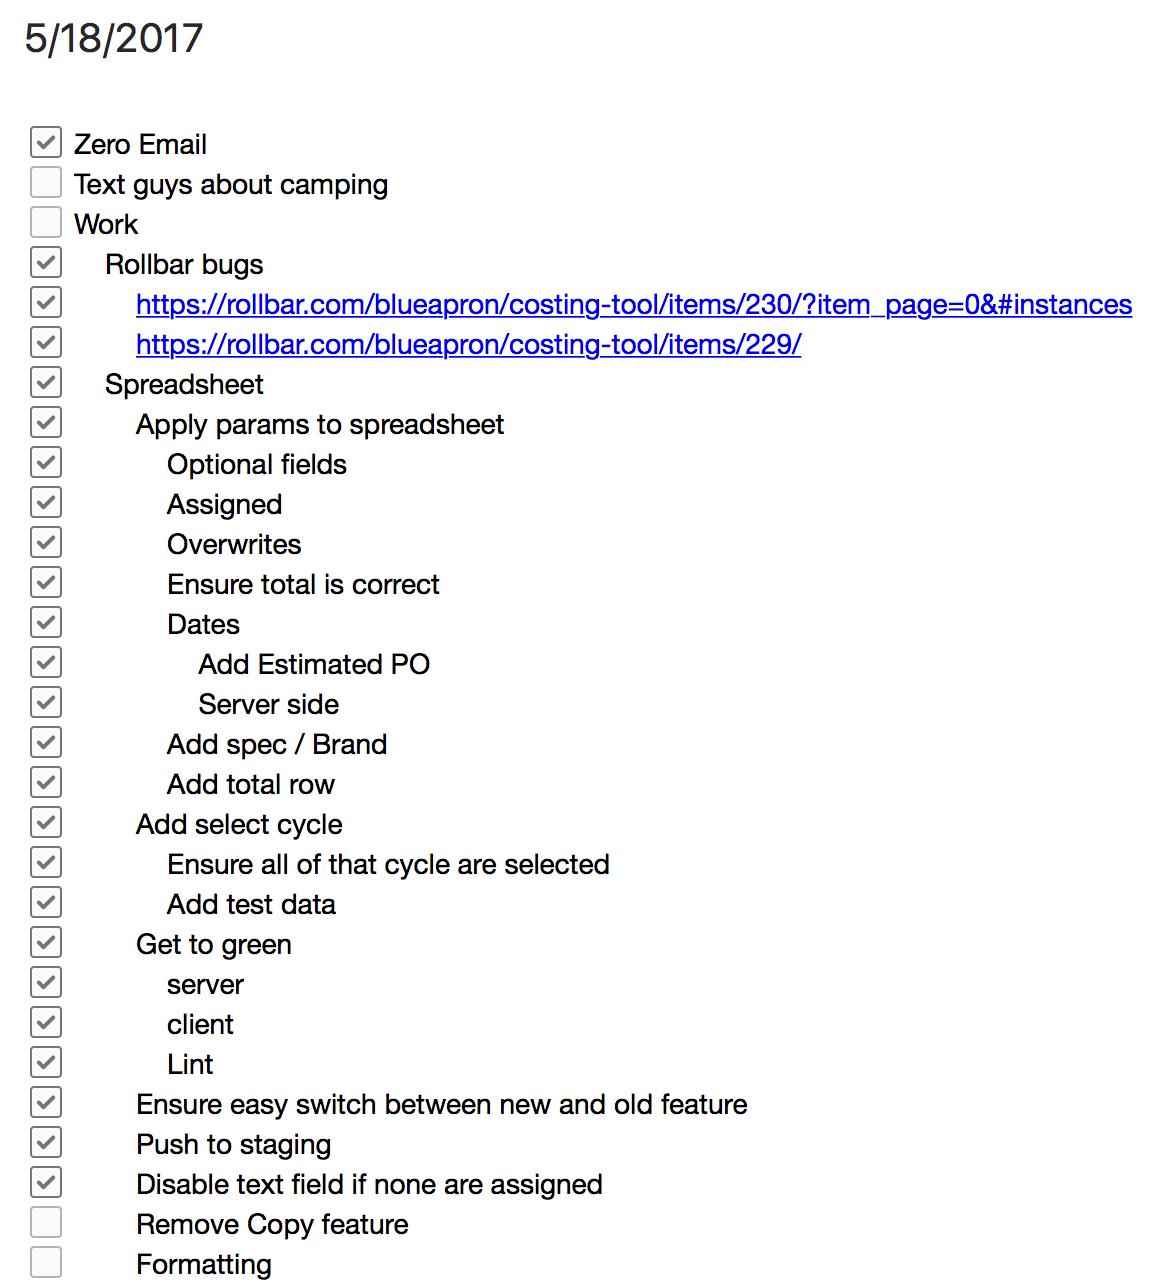 5/18/2017
Zero Email
Text guys about camping
Work
Rollbar bugs
https://rollbar.com/blueapron/costing-tool/items/230/?item_page=0&#instances
https://rollbar.com/blueapron/costing-tool/items/229/
Spreadsheet
Apply params to spreadsheet
Optional fields
Assigned
Overwrites
Ensure total is correct
Dates
Add Estimated PO
Server side
Add spec / Brand
Add total row
Add select cycle
Ensure all of that cycle are selected
Add test data
Get to green
server
client
Lint
Ensure easy switch between new and old feature
Push to staging
Disable text field if none are assigned
Remove Copy feature
Formatting